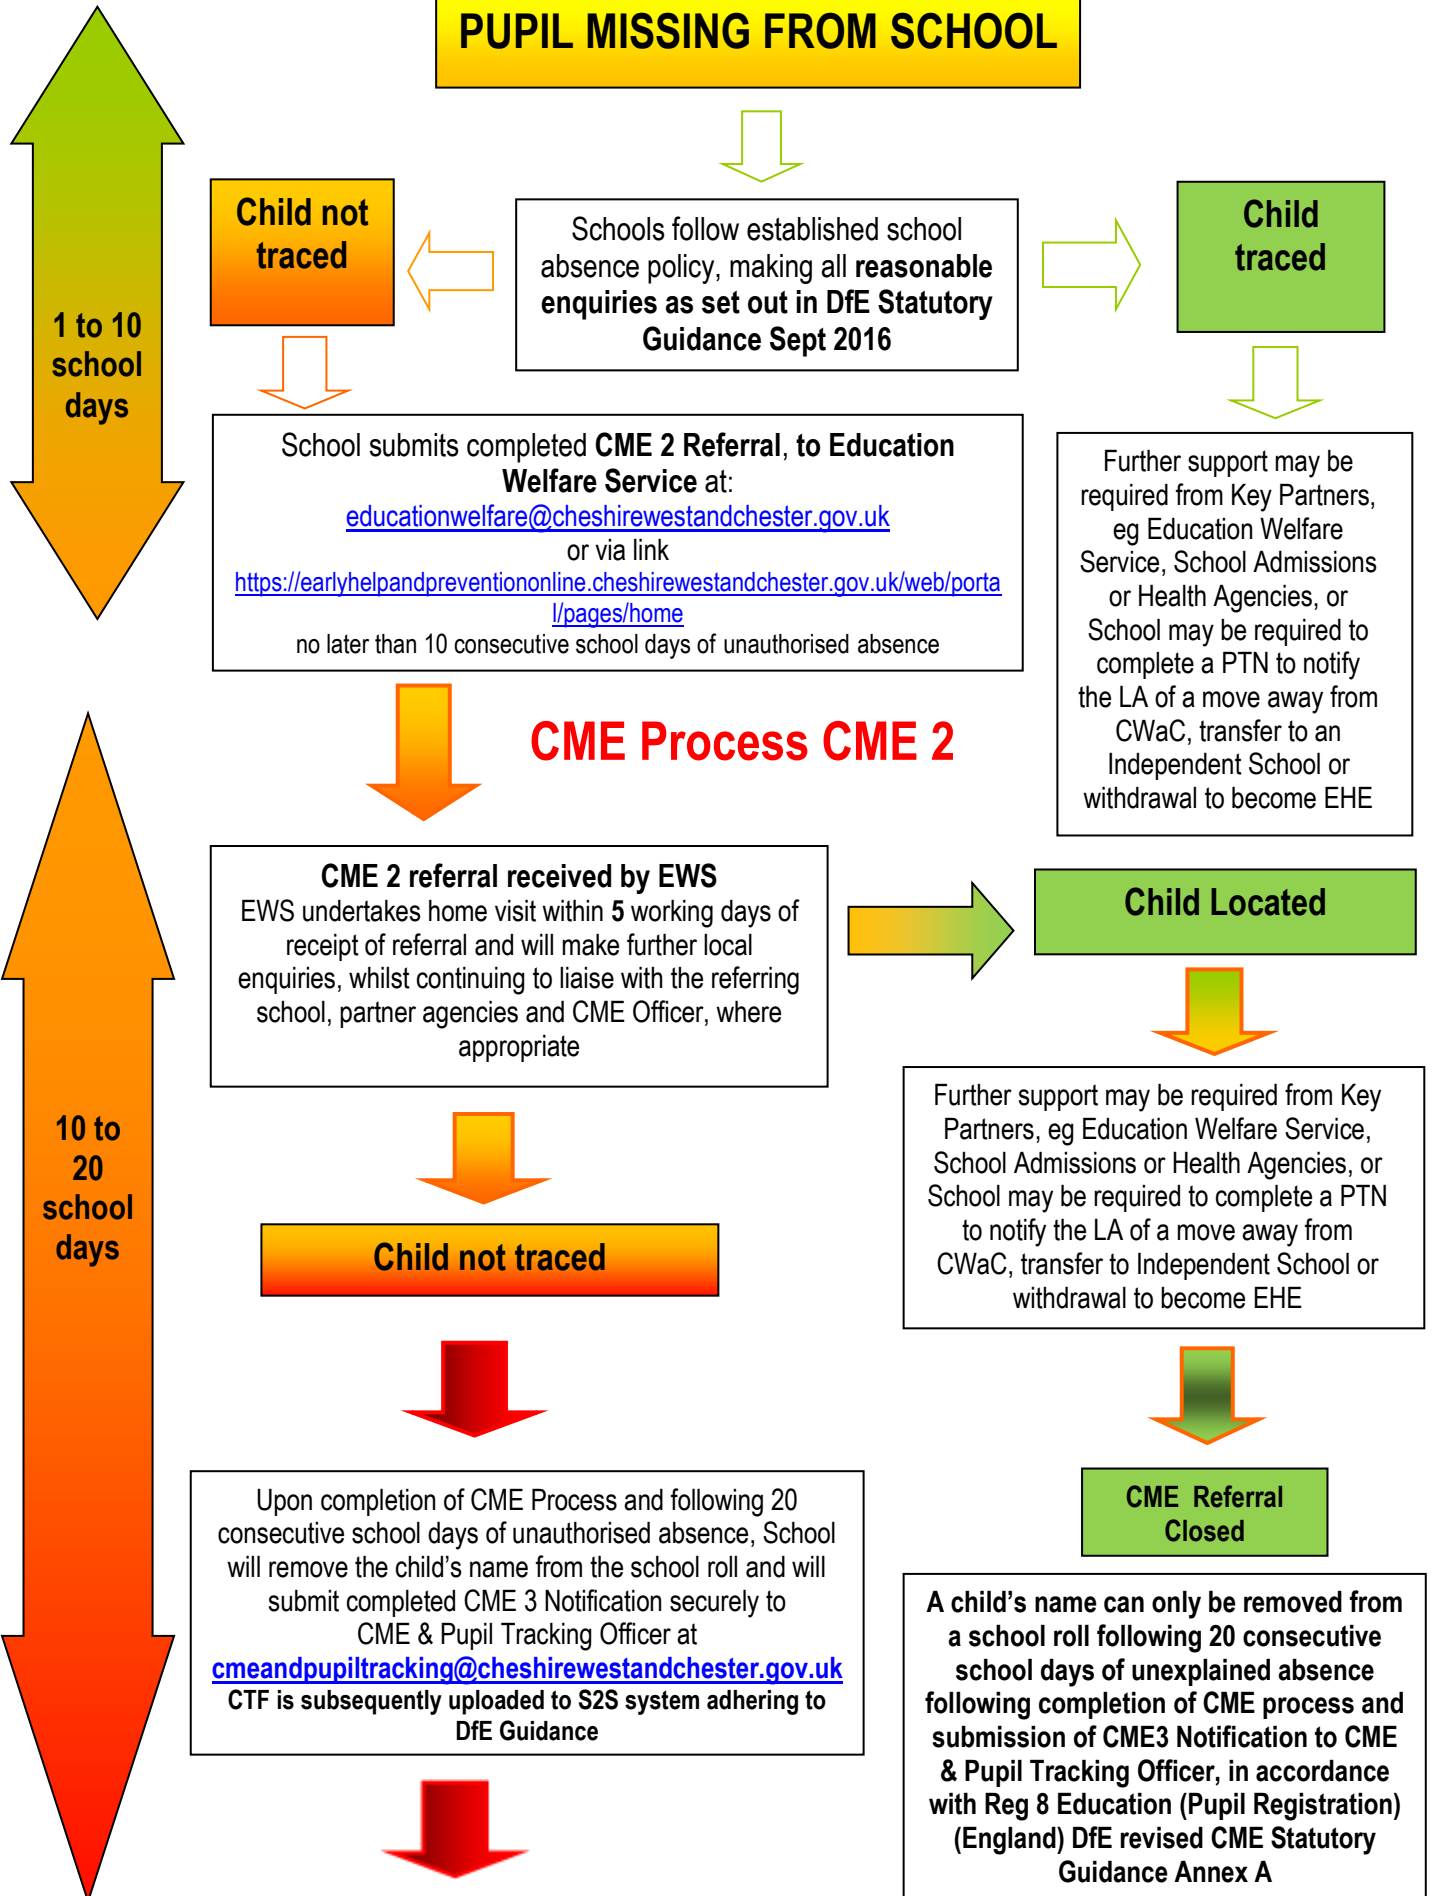 PUPIL MISSING FROM SCHOOL
1 to 10
school
days
Child not
traced
Schools follow established school
absence policy, making all reasonable
enquiries as set out in DfE Statutory
Guidance Sept 2016
Child
traced
School submits completed CME 2 Referral, to Education
Welfare Service at:
educationwelfare@cheshirewestandchester.gov.uk
or via link
https://earlyhelpandpreventiononline.cheshirewestandchester.gov.uk/web/porta
l/pages/home
no later than 10 consecutive school days of unauthorised absence
Further support may be
required from Key Partners,
eg Education Welfare
Service, School Admissions
or Health Agencies, or
School may be required to
complete a PTN to notify
the LA of a move away from
CWaC, transfer to an
Independent School or
withdrawal to become EHE
CME Process CME 2
10 to
20
school
days
CME 2 referral received by EWS
EWS undertakes home visit within 5 working days of
receipt of referral and will make further local
enquiries, whilst continuing to liaise with the referring
school, partner agencies and CME Officer, where
appropriate
Child Located
Further support may be required from Key
Partners, eg Education Welfare Service,
School Admissions or Health Agencies, or
School may be required to complete a PTN
to notify the LA of a move away from
CWaC, transfer to Independent School or
withdrawal to become EHE
Child not traced
Upon completion of CME Process and following 20
consecutive school days of unauthorised absence, School
will remove the child's name from the school roll and will
submit completed CME 3 Notification securely to
CME & Pupil Tracking Officer at
cmeandpupiltracking@cheshirewestandchester.gov.uk
CTF is subsequently uploaded to S2S system adhering to
DfE Guidance
CME Referral
Closed
A child's name can only be removed from
a school roll following 20 consecutive
school days of unexplained absence
following completion of CME process and
submission of CME3 Notification to CME
& Pupil Tracking Officer, in accordance
with Reg 8 Education (Pupil Registration)
(England) DfE revised CME Statutory
Guidance Annex A